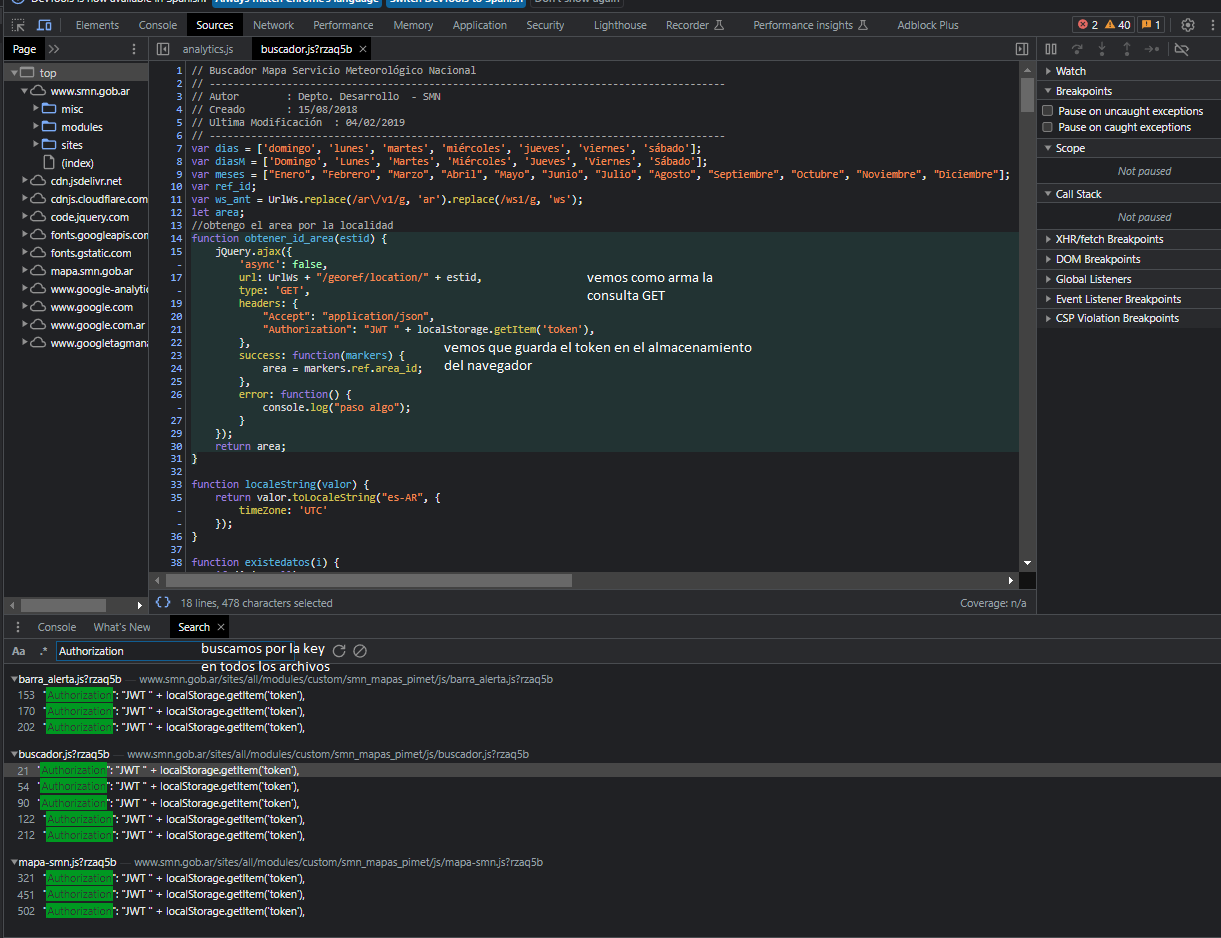 DevTools is now available in Spanish! Always match Chrome's language Switch DevTools to Spanish Don't show again
Elements Console Sources Network Performance Memory Application Security Lighthouse Recorder Performance insights Adblock Plus 2 40 1
Page analytics.js buscador.js?rzaq5b
top
www.smn.gob.ar
misc
modules
sites
(index)
cdn.jsdelivr.net
cdnjs.cloudflare.com
code.jquery.com
fonts.googleapis.com
fonts.gstatic.com
mapa.smn.gob.ar
www.google-analytic
www.google.com
www.google.com.ar
www.googletagmana
1 // Buscador Mapa Servicio Meteorológico Nacional
2 // ---------------------------------------------------------------------------------------
3 // Autor : Depto. Desarrollo - SMN
4 // Creado : 15/08/2018
5 // Ultima Modificación : 04/02/2019
6 // ---------------------------------------------------------------------------------------
7 var dias = ['domingo', 'lunes', 'martes', 'miércoles', 'jueves', 'viernes', 'sábado'];
8 var diasM = ['Domingo', 'Lunes', 'Martes', 'Miércoles', 'Jueves', 'Viernes', 'Sábado'];
9 var meses = ["Enero", "Febrero", "Marzo", "Abril", "Mayo", "Junio", "Julio", "Agosto", "Septiembre", "Octubre", "Noviembre", "Diciembre"];
10 var ref_id;
11 var ws_ant = UrlWs.replace(/ar\/v1/g, 'ar').replace(/ws1/g, 'ws');
12 let area;
13 //obtengo el area por la localidad
14 function obtener_id_area(estid) {
15 jQuery.ajax({
- 'async': false,
17 url: UrlWs + "/georef/location/" + estid,
- type: 'GET',
19 headers: {
20 "Accept": "application/json",
21 "Authorization": "JWT " + localStorage.getItem('token'),
22 },
23 success: function(markers) {
24 area = markers.ref.area_id;
25 },
26 error: function() {
- console.log("paso algo");
27 }
29 });
30 return area;
31 }
32
33 function localeString(valor) {
35 return valor.toLocaleString("es-AR", {
- timeZone: 'UTC'
- });
36 }
37
38 function existedatos(i) {
vemos como arma la
consulta GET
vemos que guarda el token en el almacenamiento
del navegador
{} 18 lines, 478 characters selected Coverage: n/a
Watch
Breakpoints
Pause on uncaught exceptions
Pause on caught exceptions
Scope
Not paused
Call Stack
Not paused
XHR/fetch Breakpoints
DOM Breakpoints
Global Listeners
Event Listener Breakpoints
CSP Violation Breakpoints
Console What's New Search
Aa .* Authorization
buscamos por la key
en todos los archivos
barra_alerta.js?rzaq5b — www.smn.gob.ar/sites/all/modules/custom/smn_mapas_pimet/js/barra_alerta.js?rzaq5b
153 "Authorization": "JWT " + localStorage.getItem('token'),
170 "Authorization": "JWT " + localStorage.getItem('token'),
202 "Authorization": "JWT " + localStorage.getItem('token'),
buscador.js?rzaq5b — www.smn.gob.ar/sites/all/modules/custom/smn_mapas_pimet/js/buscador.js?rzaq5b
21 "Authorization": "JWT " + localStorage.getItem('token'),
54 "Authorization": "JWT " + localStorage.getItem('token'),
90 "Authorization": "JWT " + localStorage.getItem('token'),
122 "Authorization": "JWT " + localStorage.getItem('token'),
212 "Authorization": "JWT " + localStorage.getItem('token'),
mapa-smn.js?rzaq5b — www.smn.gob.ar/sites/all/modules/custom/smn_mapas_pimet/js/mapa-smn.js?rzaq5b
321 "Authorization": "JWT " + localStorage.getItem('token'),
451 "Authorization": "JWT " + localStorage.getItem('token'),
502 "Authorization": "JWT " + localStorage.getItem('token'),